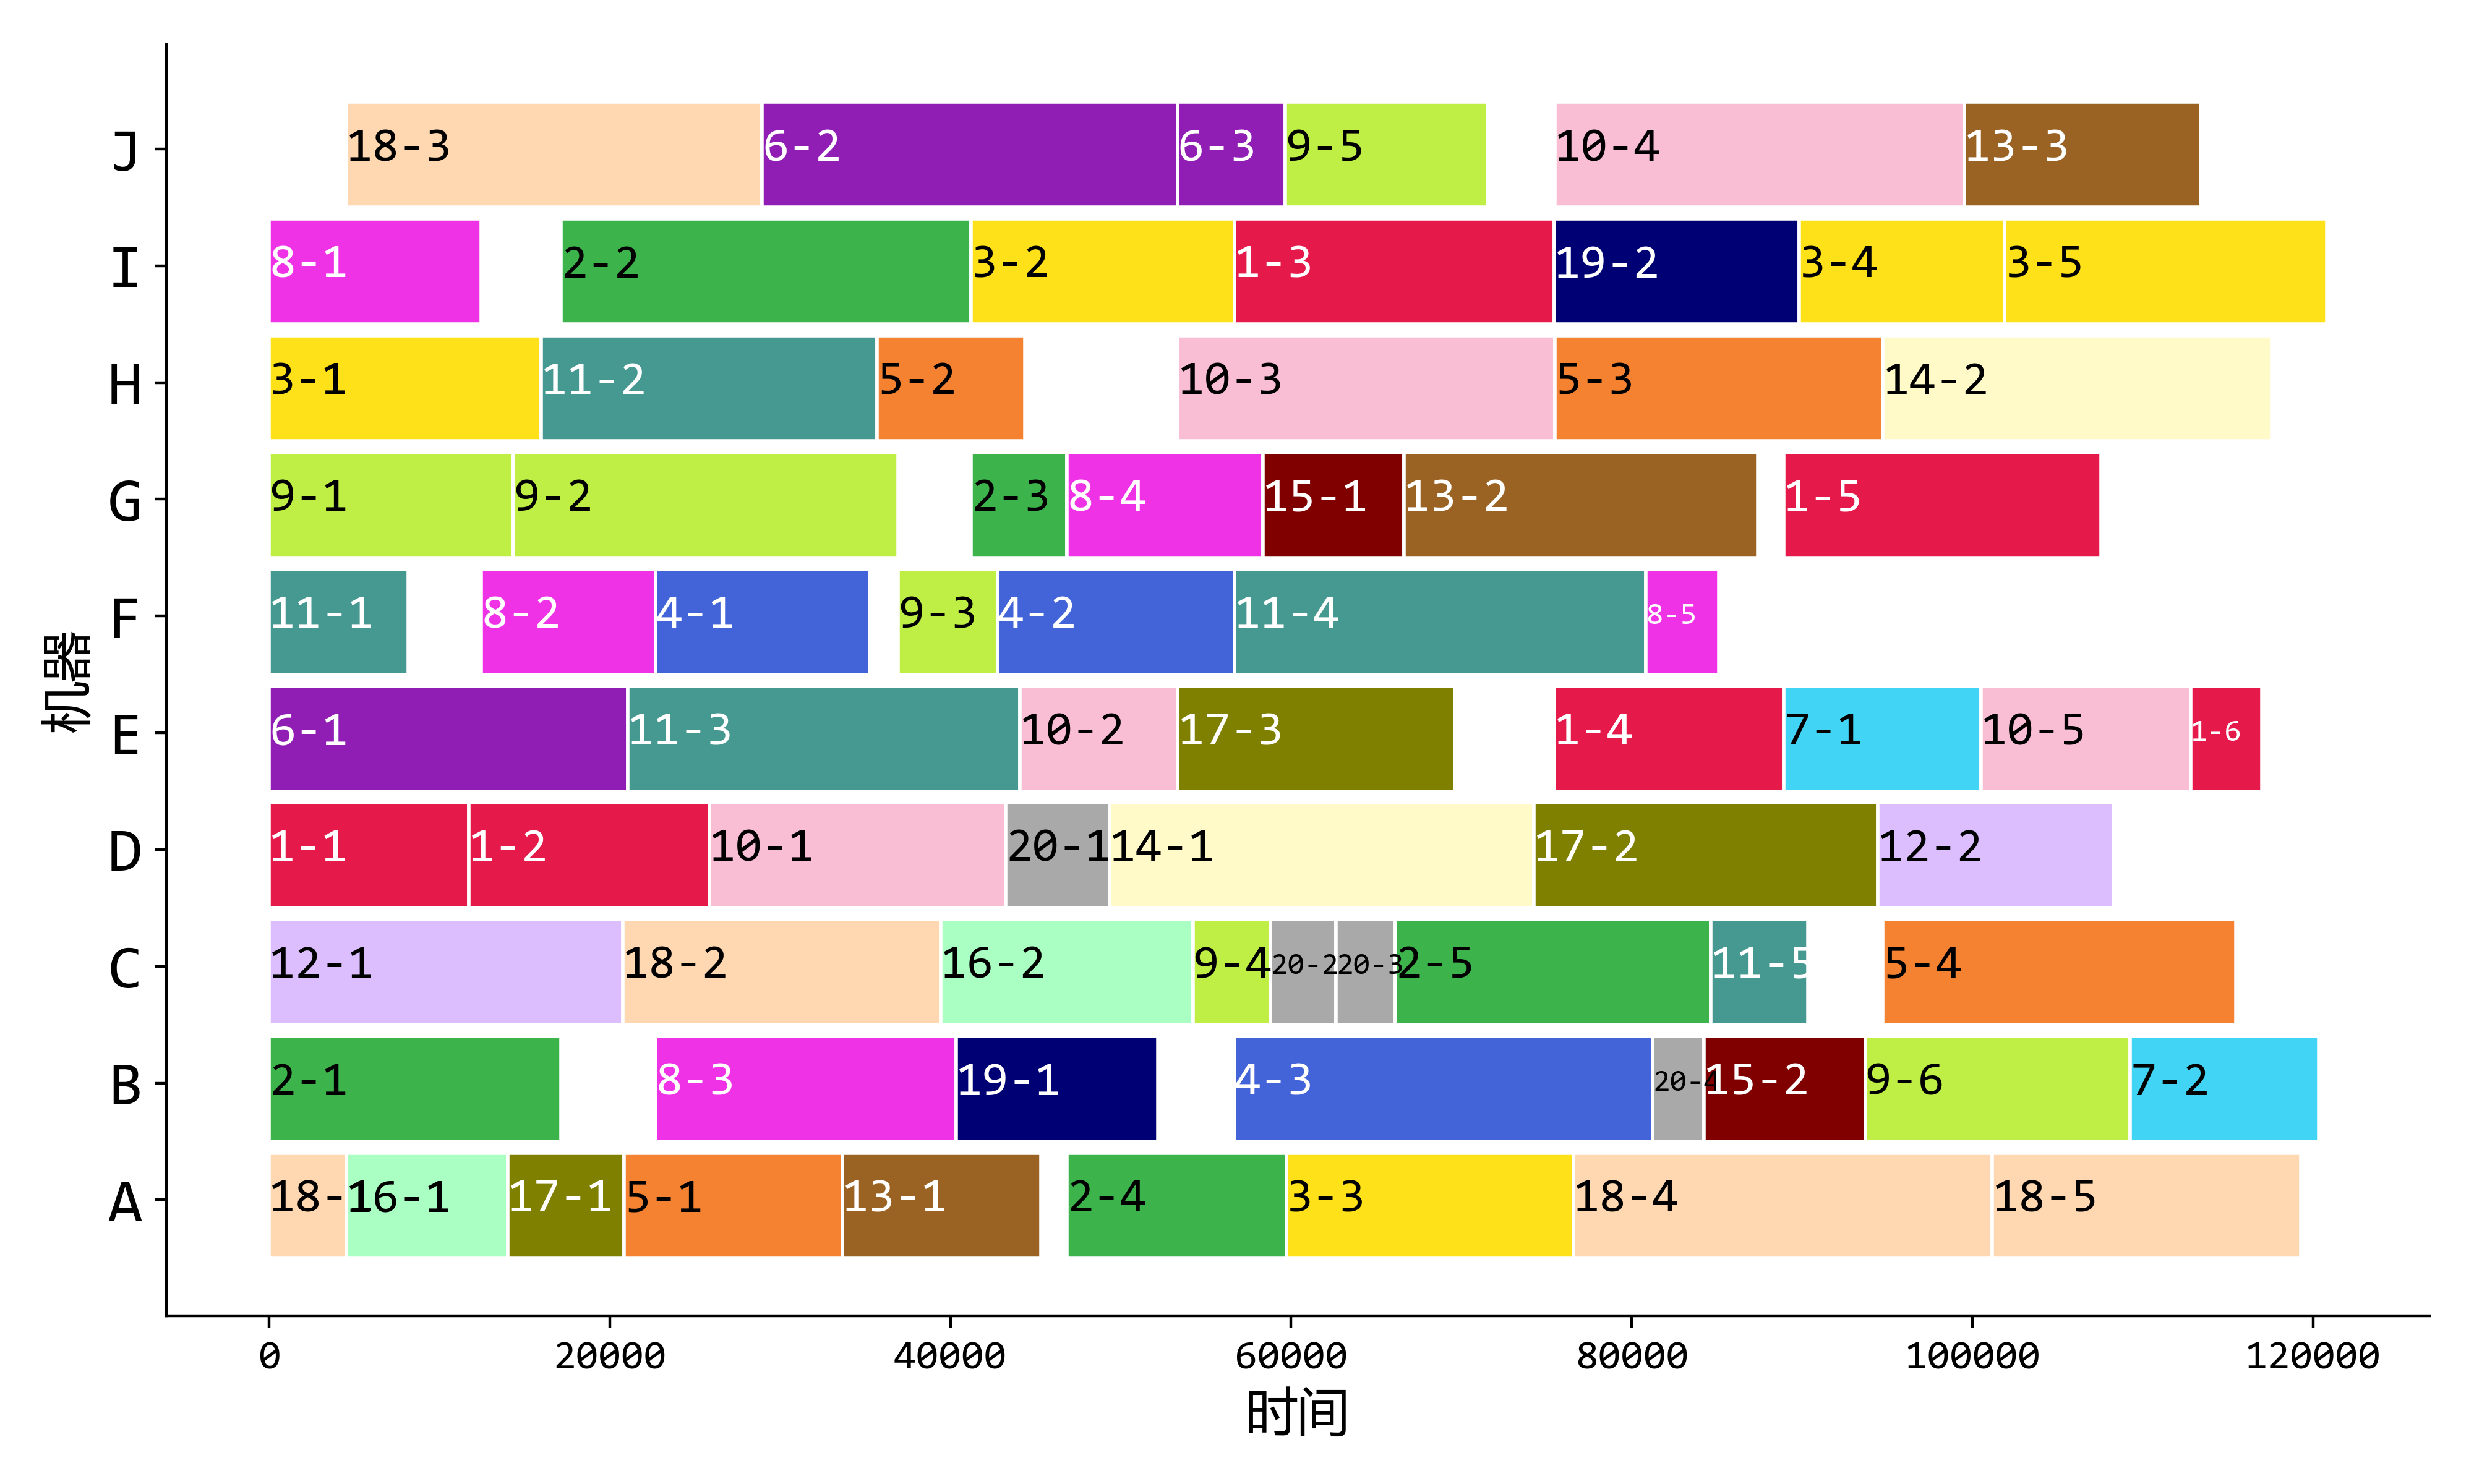 J 18-3 6-2 6-3 9-5 10-4 13-3
I 8-1 2-2 3-2 1-3 19-2 3-4 3-5
H 3-1 11-2 5-2 10-3 5-3 14-2
G 9-1 9-2 2-3 8-4 15-1 13-2 1-5
F 11-1 8-2 4-1 9-3 4-2 11-4 8-5
E 6-1 11-3 10-2 17-3 1-4 7-1 10-5 1-6
D 1-1 1-2 10-1 20-1 14-1 17-2 12-2
C 12-1 18-2 16-2 9-4 20-2 20-3 2-5 11-5 5-4
B 2-1 8-3 19-1 4-3 20-4 15-2 9-6 7-2
A 18- 16-1 17-1 5-1 13-1 2-4 3-3 18-4 18-5
机器
0 20000 40000 60000 80000 100000 120000
时间